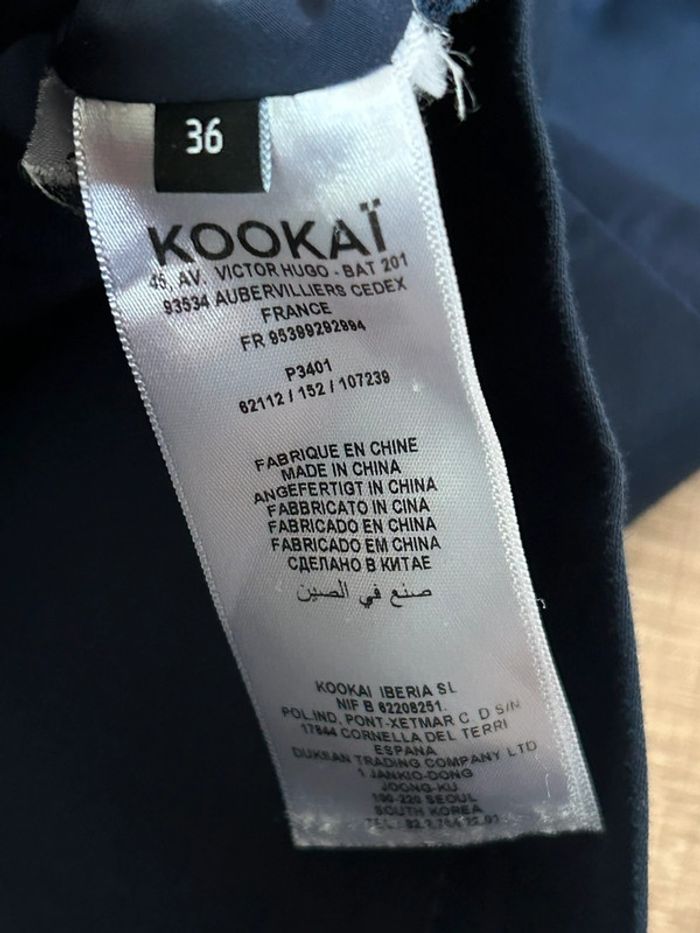 36
KOOKAÏ
45, AV. VICTOR HUGO - BAT 201
93534 AUBERVILLIERS CEDEX
FRANCE
FR 95399292994
P3401
62112 / 152 / 107239
FABRIQUE EN CHINE
MADE IN CHINA
ANGEFERTIGT IN CHINA
FABBRICATO IN CINA
FABRICADO EN CHINA
FABRICADO EM CHINA
СДЕЛАНО В КИТАЕ
صنع في الصين
KOOKAI IBERIA SL
NIF B 62208251.
POL.IND. PONT-XETMAR C D S/N
17844 CORNELLA DEL TERRI
ESPANA
DUKEAN TRADING COMPANY LTD
1 JANKIO-DONG
JOONG-KU
100-220 SEOUL
SOUTH KOREA